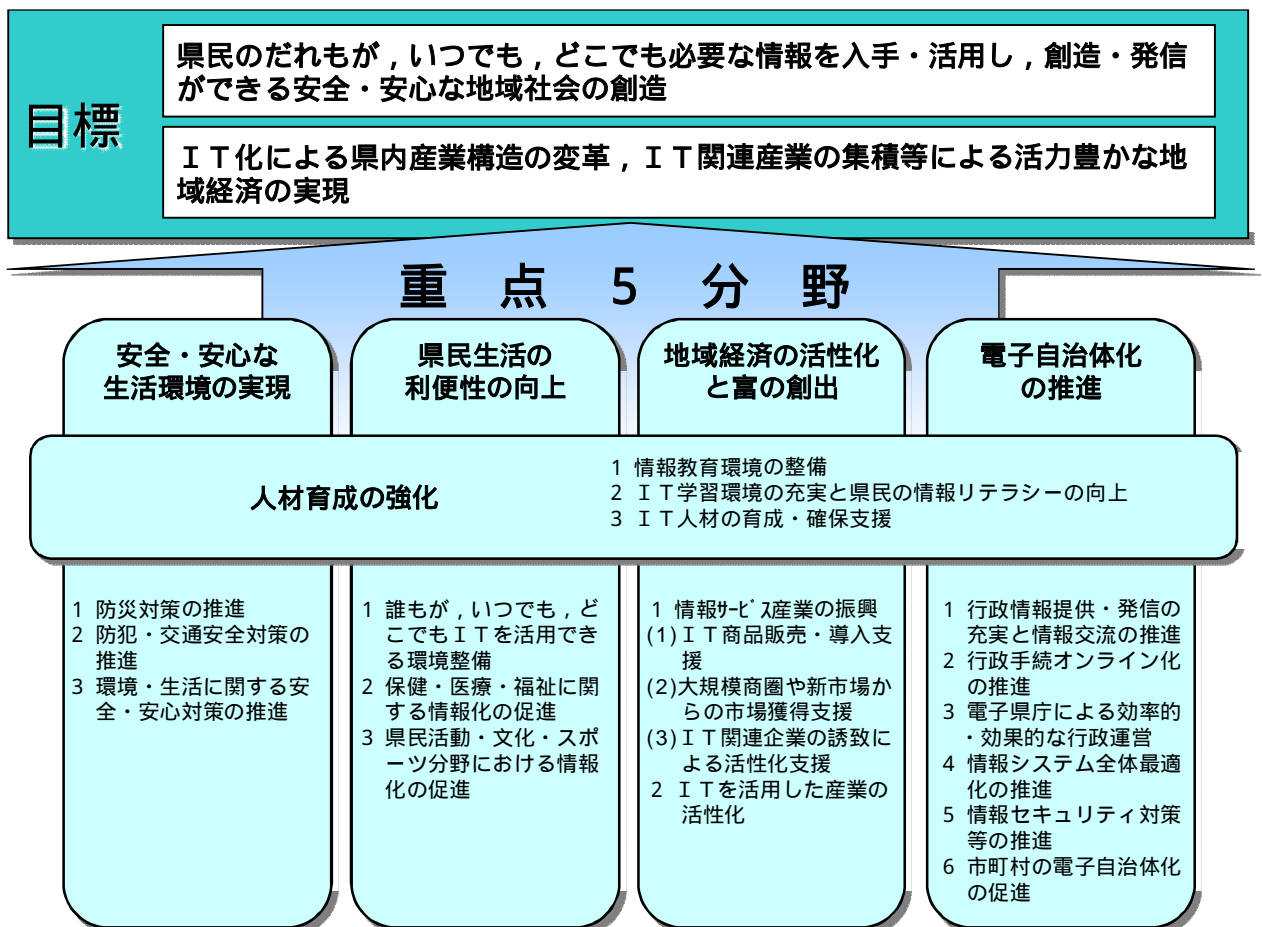 目標
県民のだれもが，いつでも，どこでも必要な情報を入手・活用し，創造・発信
ができる安全・安心な地域社会の創造
ＩＴ化による県内産業構造の変革，ＩＴ関連産業の集積等による活力豊かな地
域経済の実現
重 点 5 分 野
安全・安心な
生活環境の実現
県民生活の
利便性の向上
地域経済の活性化
と富の創出
電子自治体化
の推進
人材育成の強化
1 情報教育環境の整備
2 ＩＴ学習環境の充実と県民の情報リテラシーの向上
3 ＩＴ人材の育成・確保支援
1 防災対策の推進
2 防犯・交通安全対策の
推進
3 環境・生活に関する安
全・安心対策の推進
1 誰もが，いつでも，ど
こでもＩＴを活用でき
る環境整備
2 保健・医療・福祉に関
する情報化の促進
3 県民活動・文化・スポ
ーツ分野における情報
化の促進
1 情報ｻｰﾋﾞｽ産業の振興
(1)ＩＴ商品販売・導入支
援
(2)大規模商圏や新市場か
らの市場獲得支援
(3)ＩＴ関連企業の誘致に
よる活性化支援
2 ＩＴを活用した産業の
活性化
1 行政情報提供・発信の
充実と情報交流の推進
2 行政手続オンライン化
の推進
3 電子県庁による効率的
・効果的な行政運営
4 情報システム全体最適
化の推進
5 情報セキュリティ対策
等の推進
6 市町村の電子自治体化
の促進